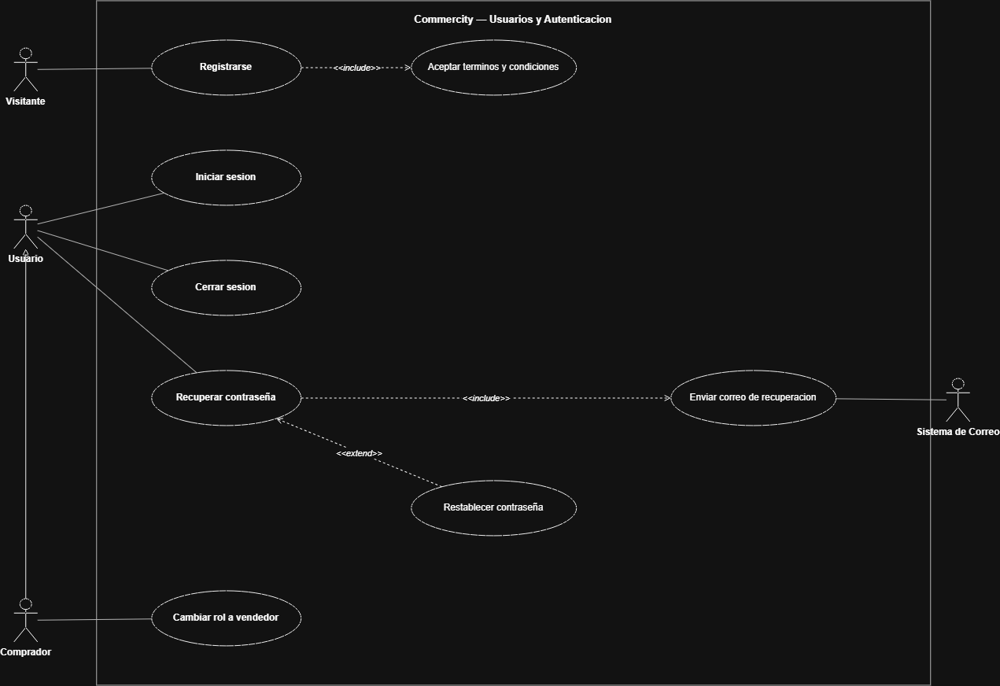 Commercity — Usuarios y Autenticacion
Registrarse
<<include>>
Aceptar terminos y condiciones
Visitante
Iniciar sesion
Usuario
Cerrar sesion
Recuperar contraseña
<<include>>
Enviar correo de recuperacion
Sistema de Correo
<<extend>>
Restablecer contraseña
Cambiar rol a vendedor
Comprador